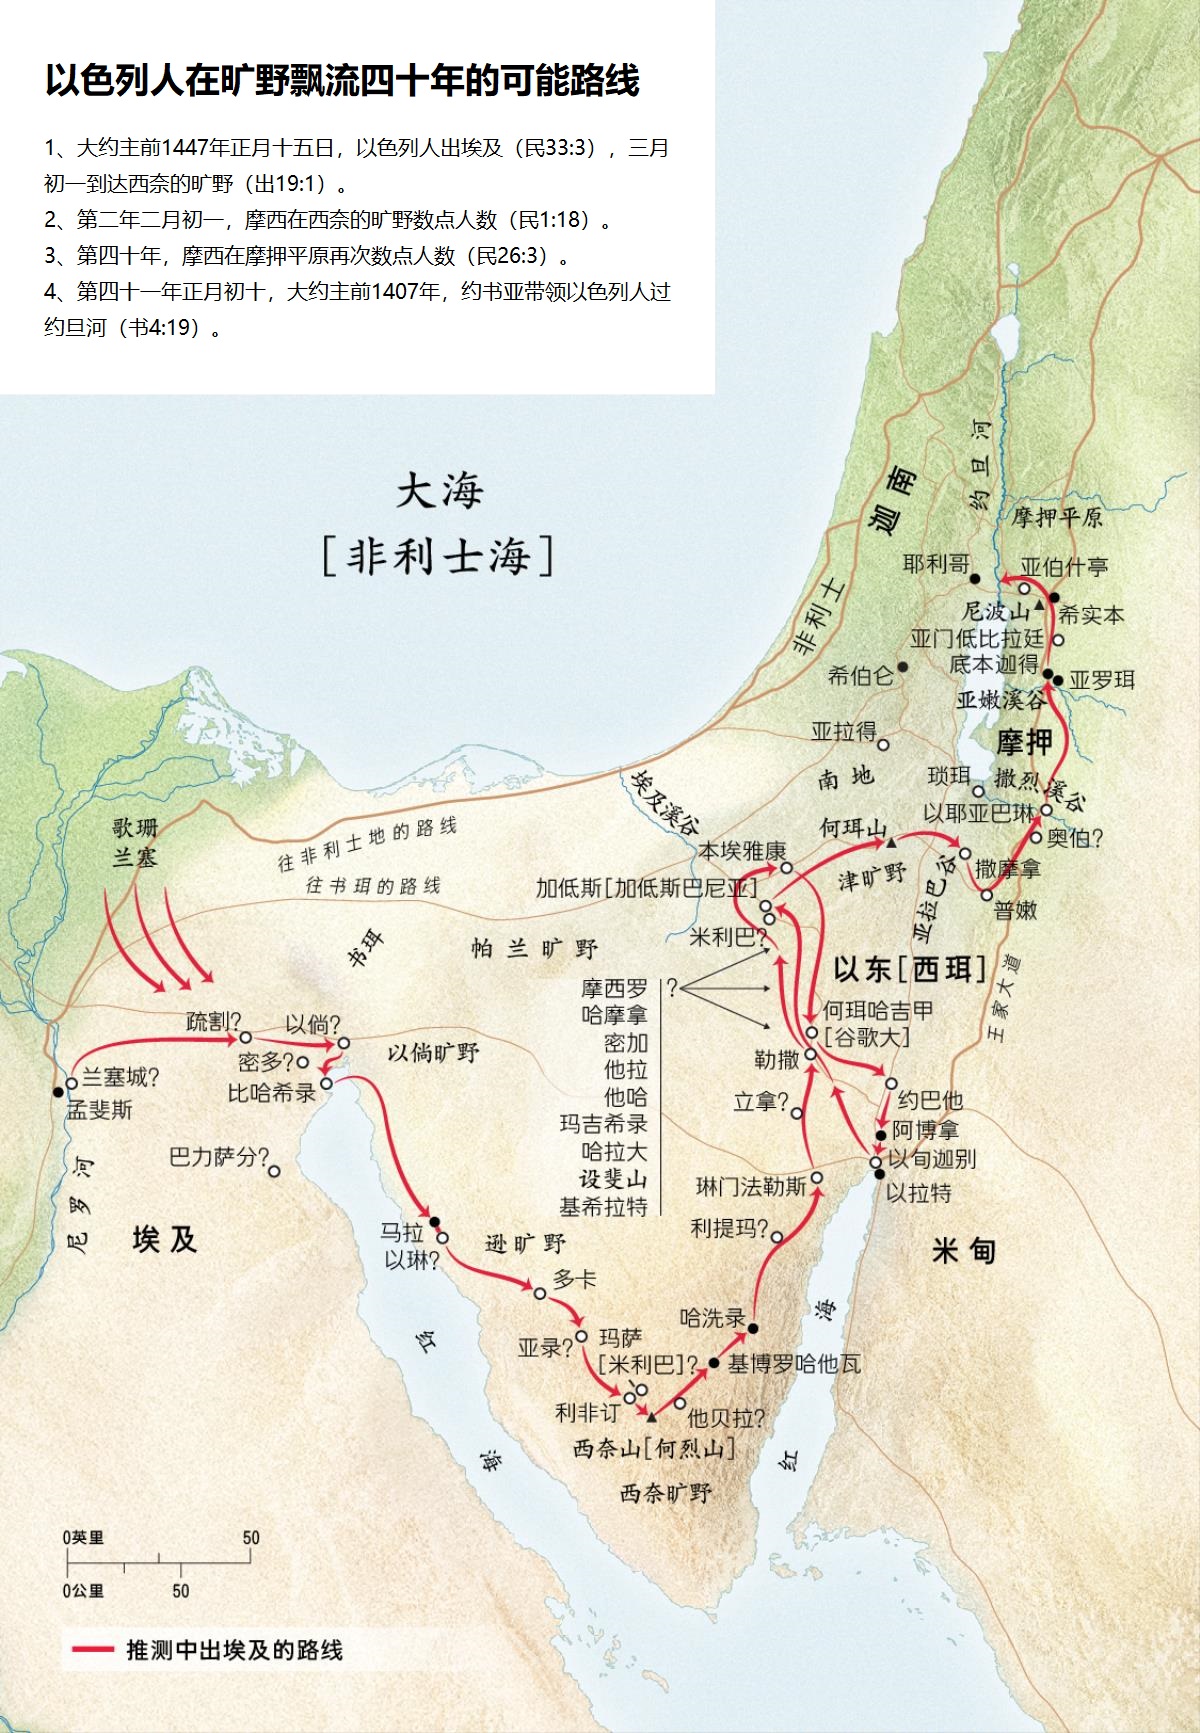 以色列人在旷野飘流四十年的可能路线
1、大约主前1447年正月十五日，以色列人出埃及（民33:3），三月
初一到达西奈的旷野（出19:1）。
2、第二年二月初一，摩西在西奈的旷野数点人数（民1:18）。
3、第四十年，摩西在摩押平原再次数点人数（民26:3）。
4、第四十一年正月初十，大约主前1407年，约书亚带领以色列人过
约旦河（书4:19）。
大海
[非利士海]
迦南
约旦河
摩押平原
耶利哥
亚伯什亭
尼波山
希实本
非利士
亚门低比拉廷
希伯仑
底本迦得
亚罗珥
亚嫩溪谷
亚拉得
摩押
南地
琐珥
撒烈溪谷
埃及溪谷
以耶亚巴琳
歌珊
兰塞
往非利士地的路线
何珥山
奥伯?
本埃雅康
撒摩拿
往书珥的路线
加低斯[加低斯巴尼亚]
津旷野
亚拉巴谷
普嫩
米利巴?
书珥
帕兰旷野
以东[西珥]
王家大道
摩西罗
?
哈摩拿
密加
他拉
他哈
玛吉希录
哈拉大
设斐山
基希拉特
何珥哈吉甲
[谷歌大]
疏割?
以倘?
以倘旷野
密多?
勒撒
兰塞城?
比哈希录
孟斐斯
立拿?
约巴他
阿博拿
巴力萨分?
以旬迦别
琳门法勒斯
以拉特
尼罗河
埃及
马拉
以琳?
逊旷野
利提玛?
米甸
多卡
哈洗录
亚录?
玛萨
[米利巴]?
基博罗哈他瓦
红海
利非订
他贝拉?
西奈山[何烈山]
红海
西奈旷野
0英里
50
0公里
50
推测中出埃及的路线